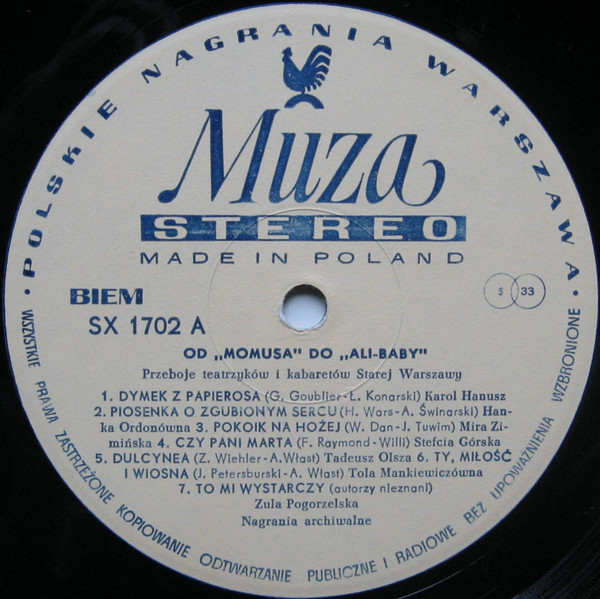 · POLSKIE NAGRANIA WARSZAWA ·
Muza
STEREO
MADE IN POLAND
BIEM
SX 1702 A
S 33
OD „MOMUSA” DO „ALI-BABY”
Przeboje teatrzyków i kabaretów Starej Warszawy
1. DYMEK Z PAPIEROSA (G. Goublier-Ł. Konarski) Karol Hanusz
2. PIOSENKA O ZGUBIONYM SERCU (H. Wars-A. Świnarski) Han-
ka Ordonówna 3. POKOIK NA HOŻEJ (W. Dan-J. Tuwim) Mira Zi-
mińska 4. CZY PANI MARTA (F. Raymond-Willi) Stefcia Górska
5. DULCYNEA (Z. Wiehler-A.Włast) Tadeusz Olsza 6. TY, MIŁOŚĆ
I WIOSNA (J. Petersburski-A. Włast) Tola Mankiewiczówna
7. TO MI WYSTARCZY (autorzy nieznani)
Zula Pogorzelska
Nagrania archiwalne
WSZYSTKIE PRAWA ZASTRZEŻONE KOPIOWANIE ODTWARZANIE PUBLICZNE I RADIOWE BEZ UPOWAŻNIENIA WZBRONIONE